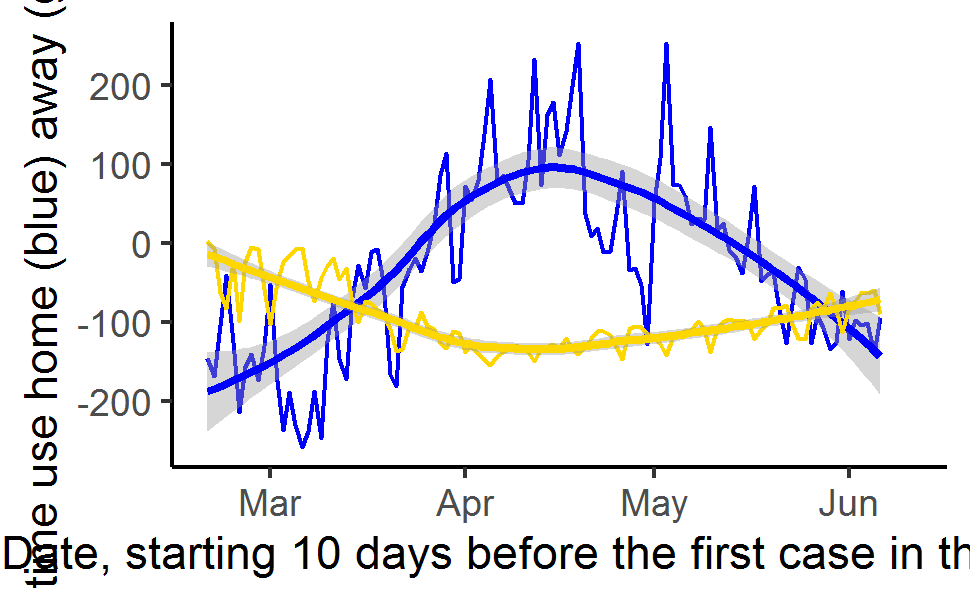 time use home (blue) away (
200
100
0
-100
-200
Mar Apr May Jun
Date, starting 10 days before the first case in th